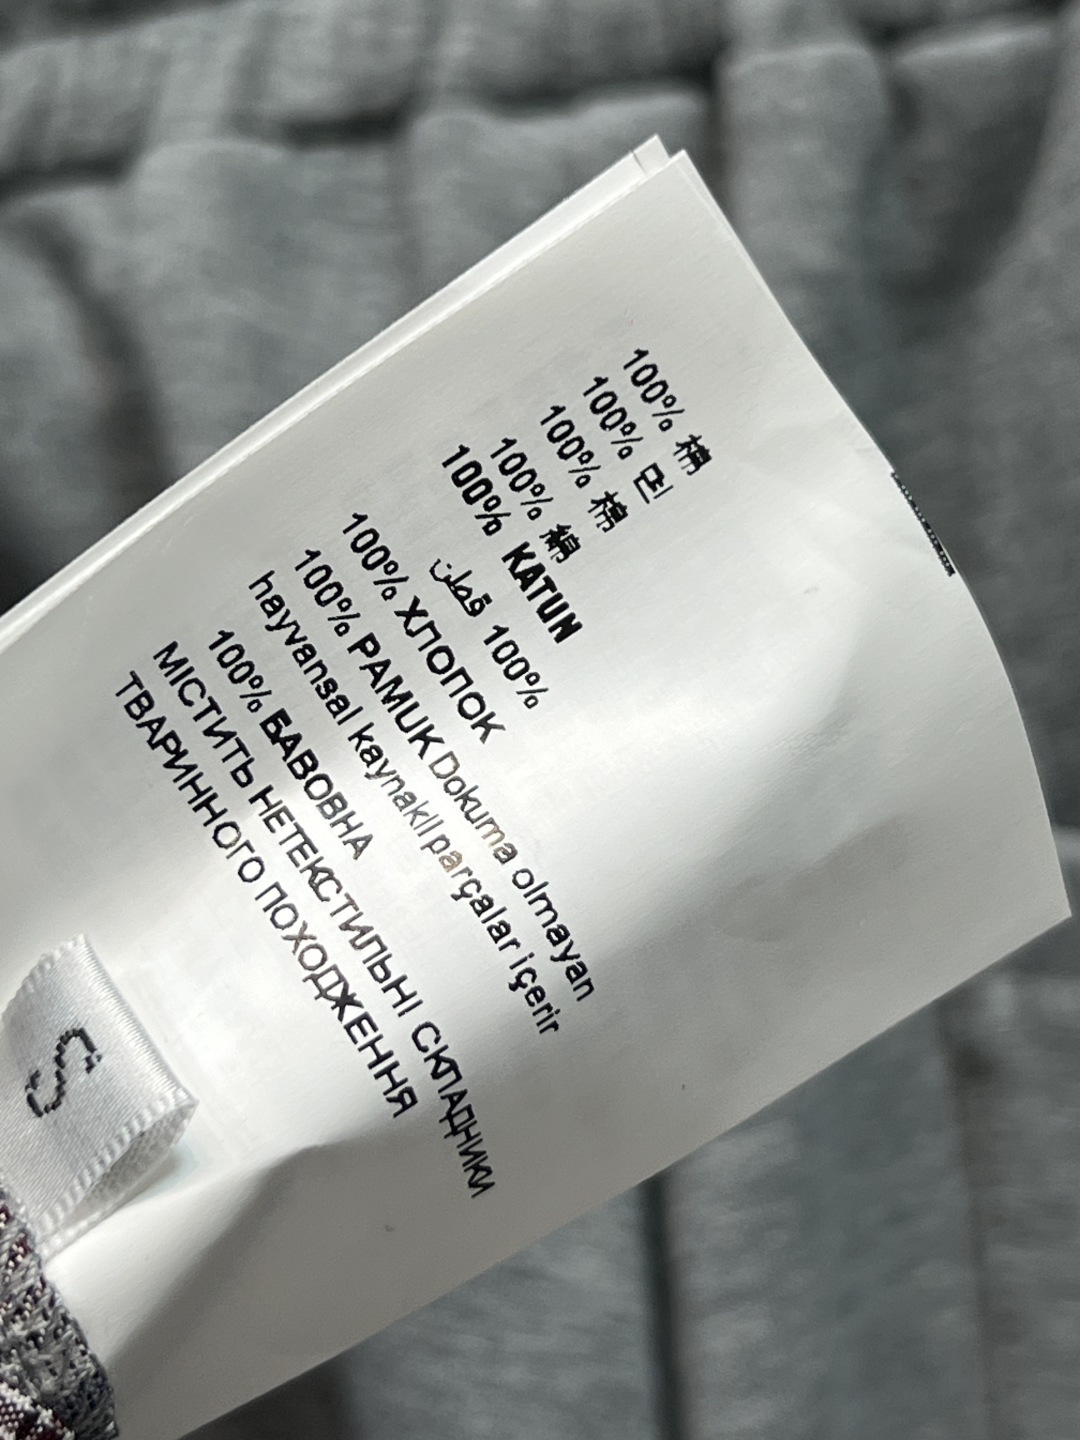 100% 棉
100% 면
100% 棉
100% 綿
100% KATUN
100% قطن
100% ХЛОПОК
100% PAMUK Dokuma olmayan
hayvansal kaynaklı parçalar içerir
100% БАВОВНА
МІСТИТЬ НЕТЕКСТИЛЬНІ СКЛАДНИКИ
ТВАРИННОГО ПОХОДЖЕННЯ
S